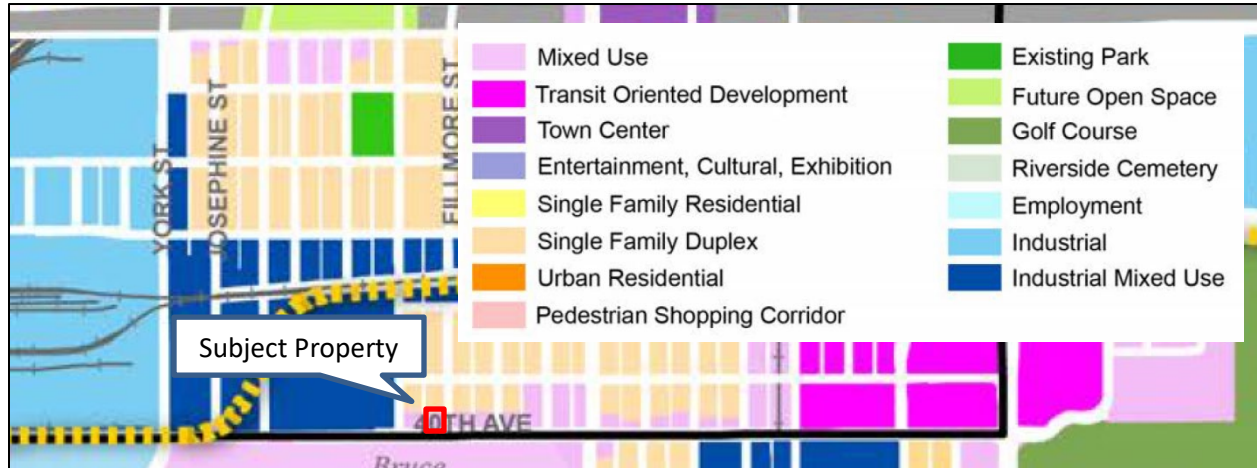 YORK ST
JOSEPHINE ST
FILLMORE ST
Mixed Use
Transit Oriented Development
Town Center
Entertainment, Cultural, Exhibition
Single Family Residential
Single Family Duplex
Urban Residential
Pedestrian Shopping Corridor
Existing Park
Future Open Space
Golf Course
Riverside Cemetery
Employment
Industrial
Industrial Mixed Use
Subject Property
40TH AVE
Bruce